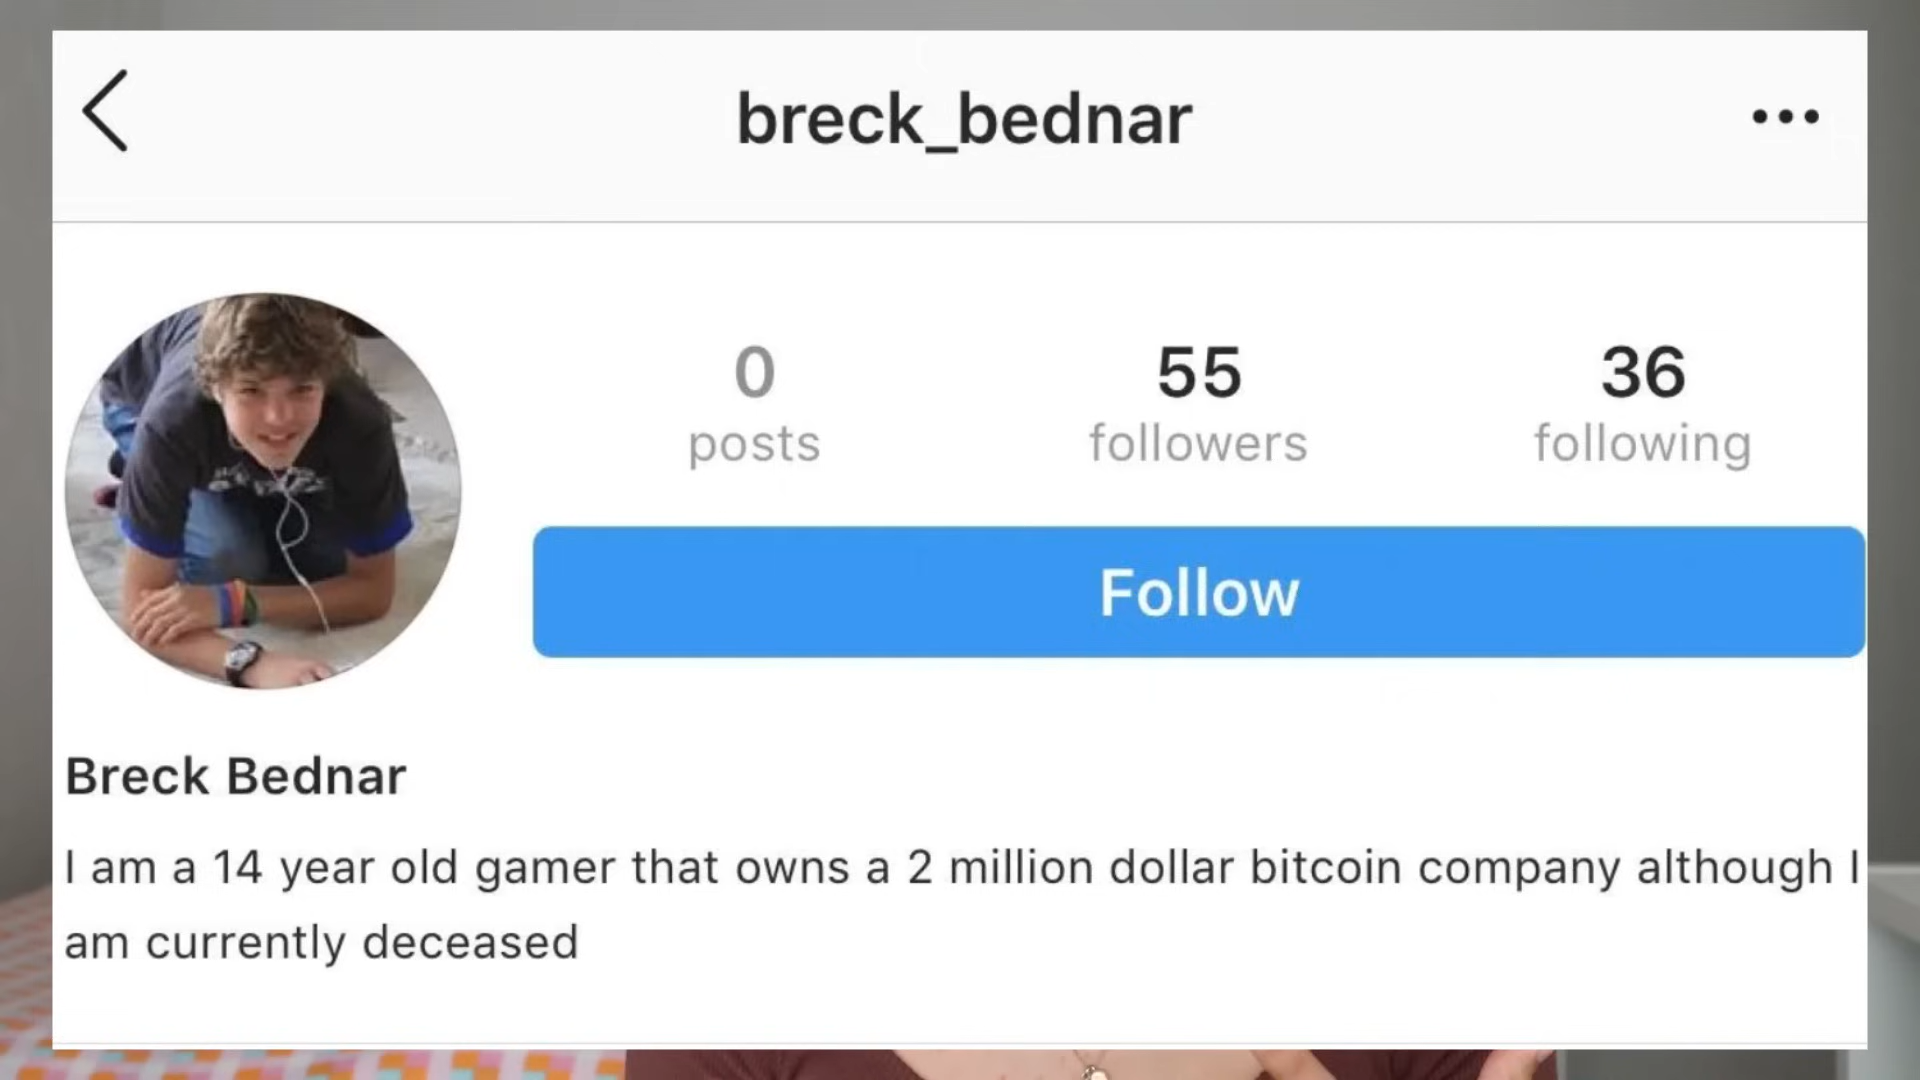 breck_bednar
0 55 36
posts followers following
Follow
Breck Bednar
I am a 14 year old gamer that owns a 2 million dollar bitcoin company although I
am currently deceased